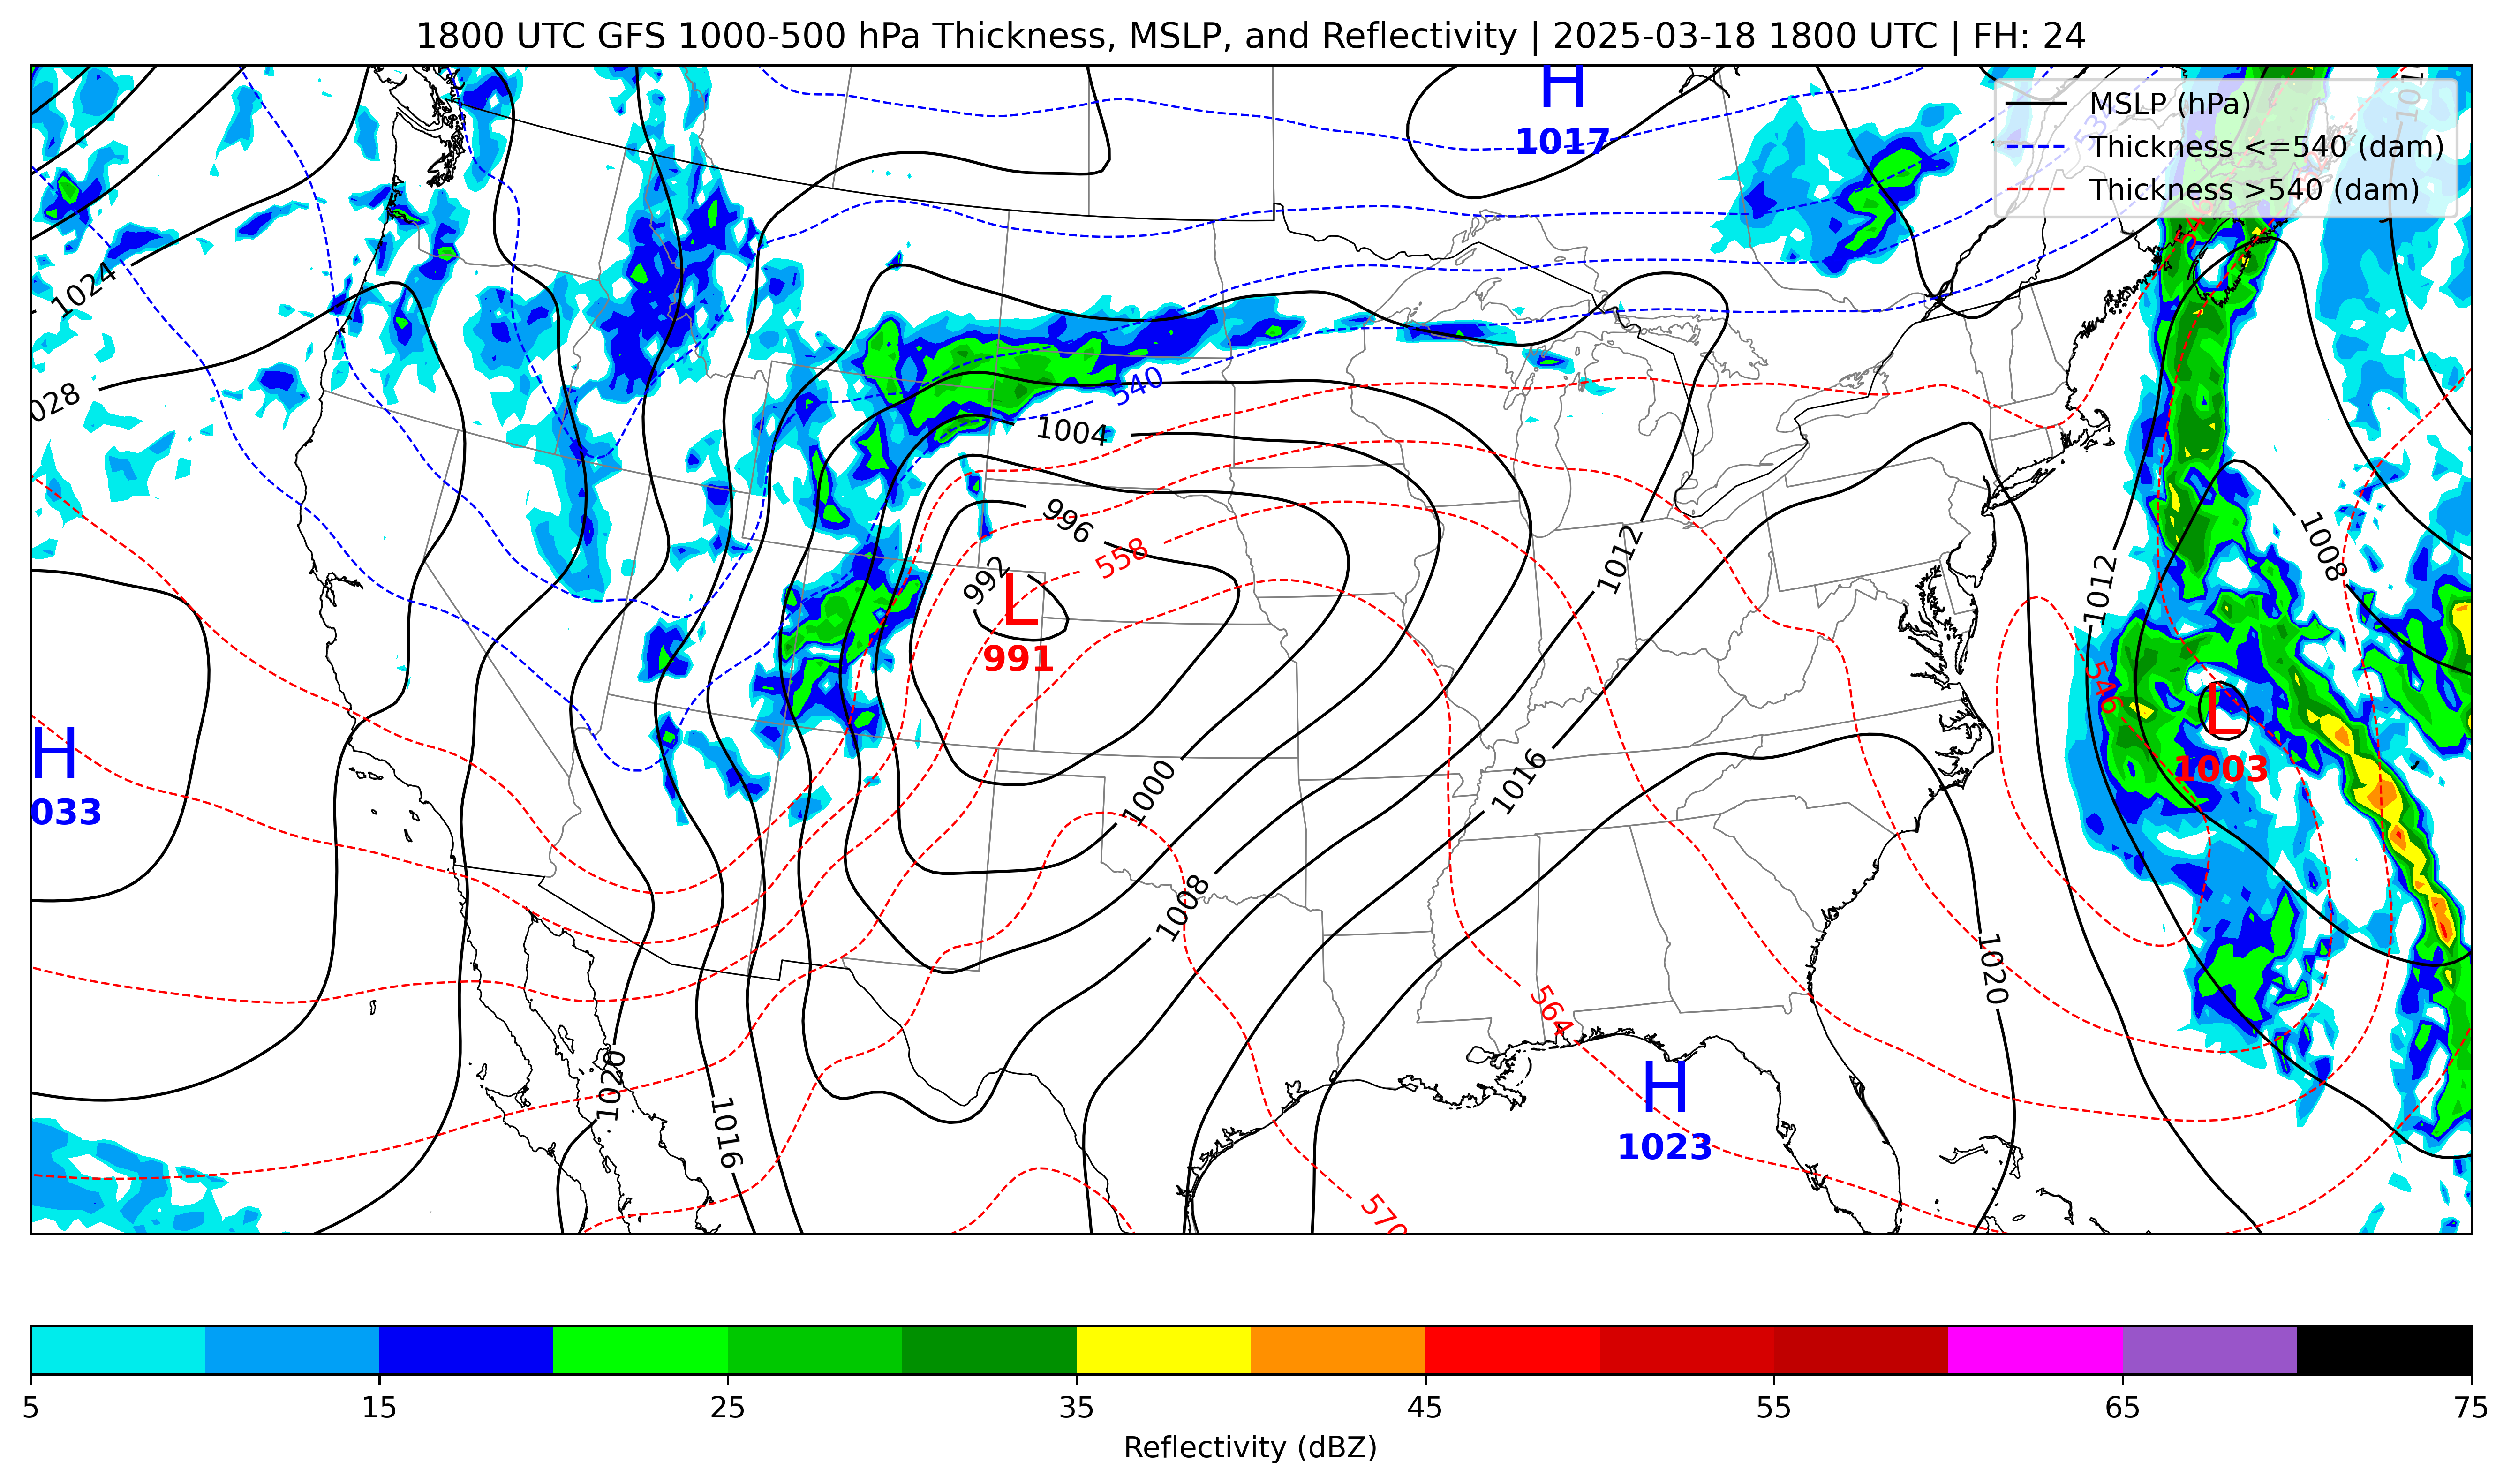 1800 UTC GFS 1000-500 hPa Thickness, MSLP, and Reflectivity | 2025-03-18 1800 UTC | FH: 24
H
1017
MSLP (hPa)
Thickness <=540 (dam)
Thickness >540 (dam)
1024
028
540
1004
996
558
992
L
991
1012
1012
1008
546
L
1003
H
033
1000
1016
1008
1020
564
1020
1016
H
1023
570
5 15 25 35 45 55 65 75
Reflectivity (dBZ)